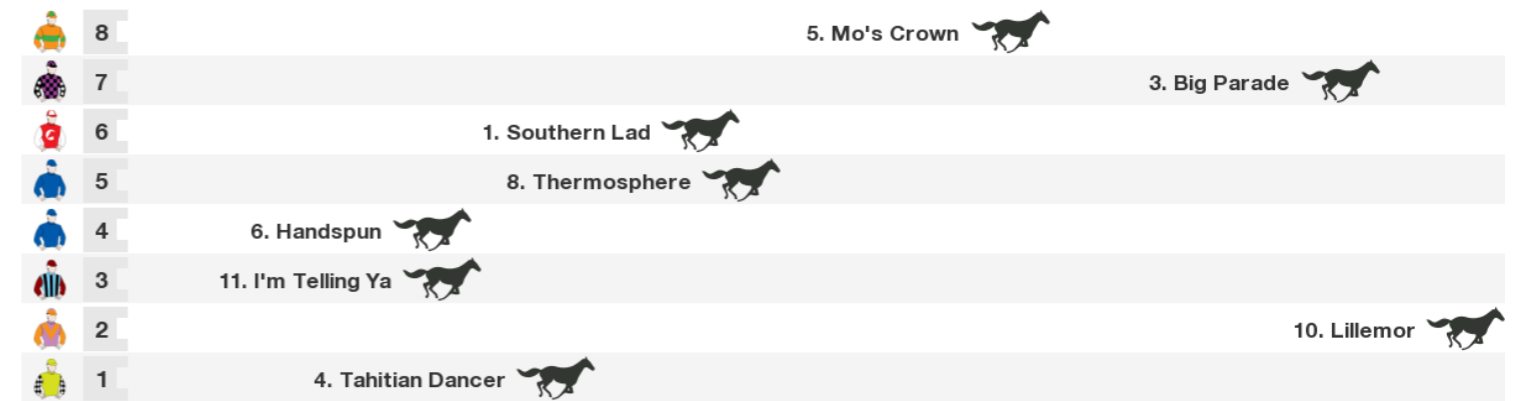 8 5. Mo's Crown
7 3. Big Parade
6 1. Southern Lad
5 8. Thermosphere
4 6. Handspun
3 11. I'm Telling Ya
2 10. Lillemor
1 4. Tahitian Dancer